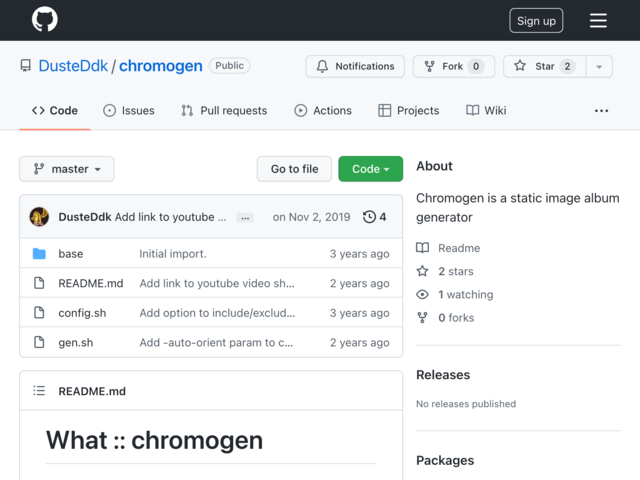 Sign up
DusteDdk / chromogen Public
Notifications Fork 0 Star 2
Code Issues Pull requests Actions Projects Wiki ...
master Go to file Code
DusteDdk Add link to youtube ... ... on Nov 2, 2019 4
base Initial import. 3 years ago
README.md Add link to youtube video sh... 2 years ago
config.sh Add option to include/exclud... 3 years ago
gen.sh Add -auto-orient param to c... 2 years ago
README.md
What :: chromogen
About
Chromogen is a static image album
generator
Readme
2 stars
1 watching
0 forks
Releases
No releases published
Packages